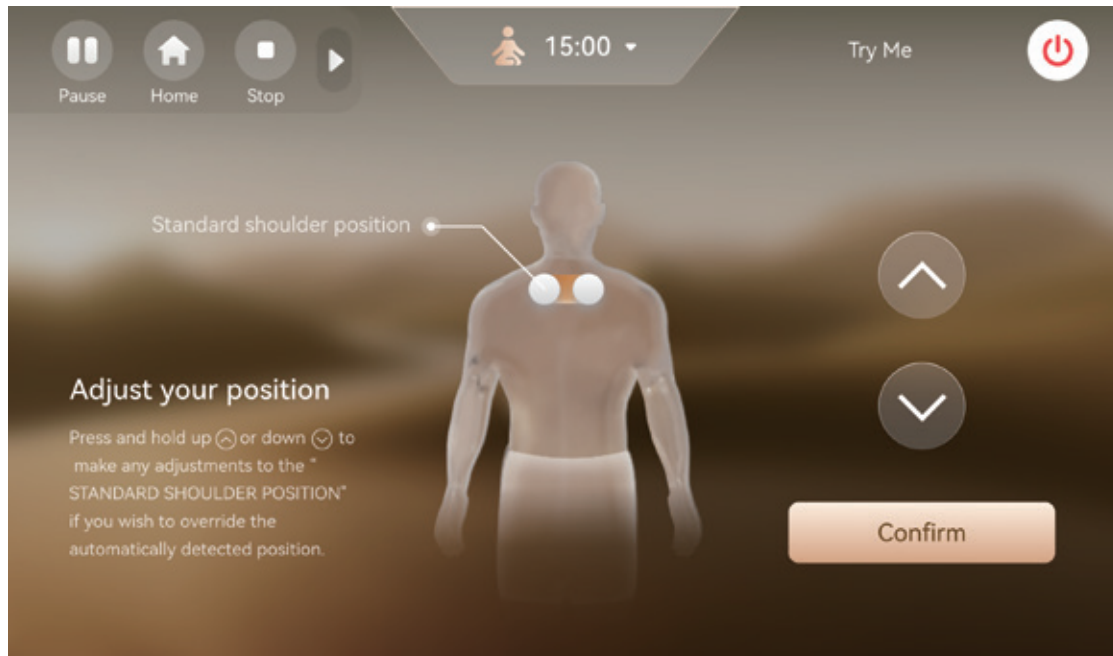 15:00
Try Me
Pause
Home
Stop
Standard shoulder position
Adjust your position
Press and hold up or down to
make any adjustments to the "
STANDARD SHOULDER POSITION"
if you wish to override the
automatically detected position.
Confirm